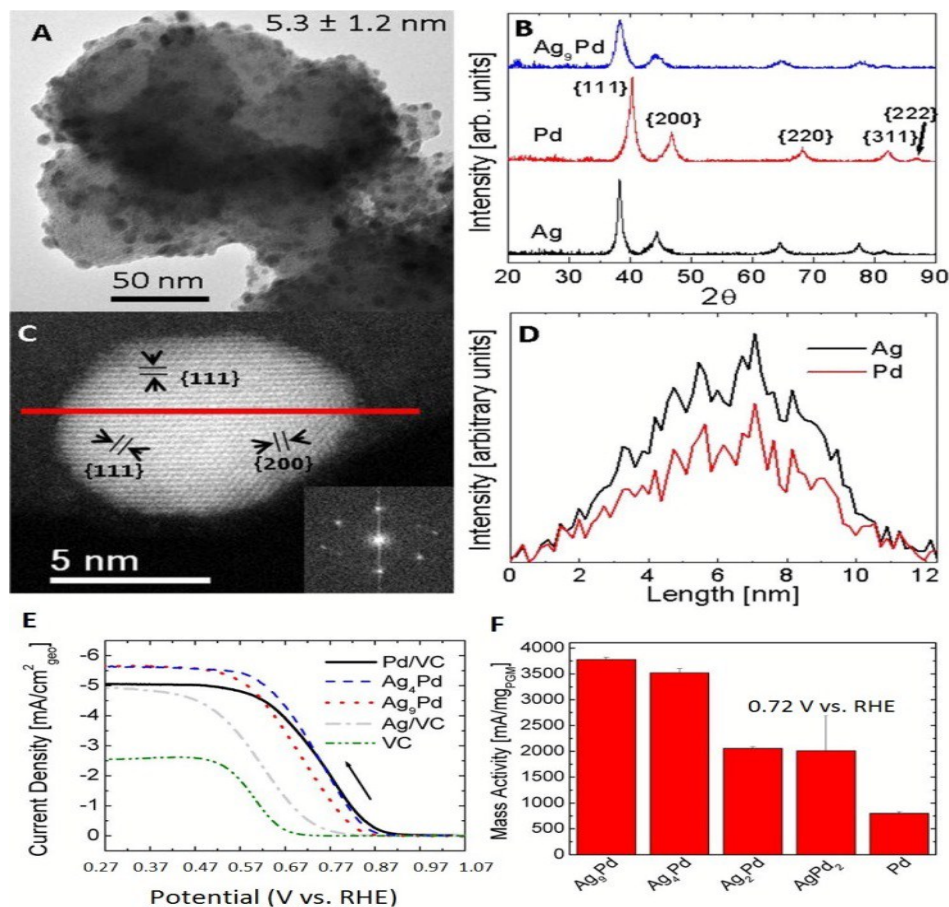 A
5.3 ± 1.2 nm
50 nm
B
Intensity [arb. units]
Ag₉Pd
{111}
Pd
{200}
{220}
{311}
{222}
Ag
20 30 40 50 60 70 80 90
2θ
C
{111}
{111}
{200}
5 nm
D
Intensity [arbitrary units]
Ag
Pd
0 2 4 6 8 10 12
Length [nm]
E
Current Density [mA/cm²geo]
-6
-5
-4
-3
-2
-1
0
Pd/VC
Ag₄Pd
Ag₉Pd
Ag/VC
VC
0.27 0.37 0.47 0.57 0.67 0.77 0.87 0.97 1.07
Potential (V vs. RHE)
F
Mass Activity [mA/mgPGM]
4000
3500
3000
2500
2000
1500
1000
500
0
0.72 V vs. RHE
Ag₉Pd
Ag₄Pd
Ag₂Pd
AgPd₂
Pd